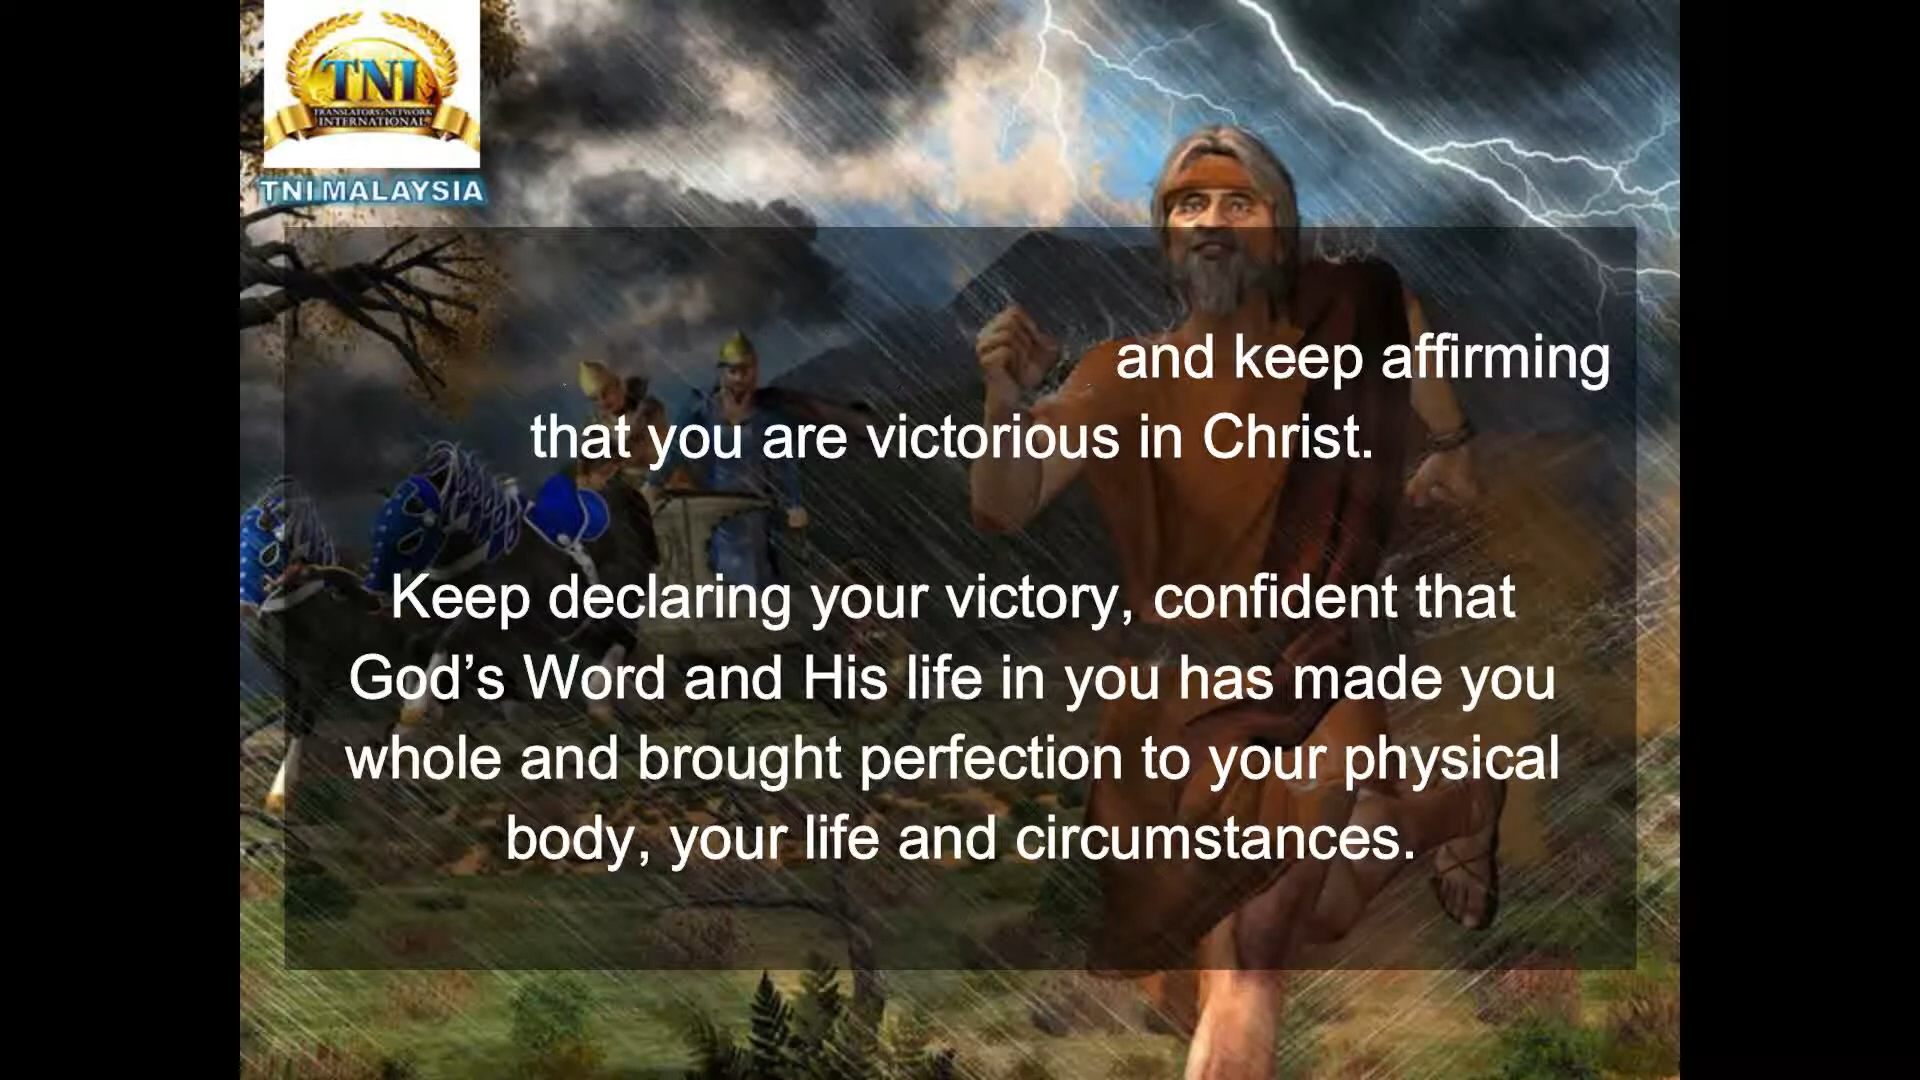 TNI
TRANSLATORS NETWORK
INTERNATIONAL
TNI MALAYSIA
and keep affirming
that you are victorious in Christ.
Keep declaring your victory, confident that
God’s Word and His life in you has made you
whole and brought perfection to your physical
body, your life and circumstances.